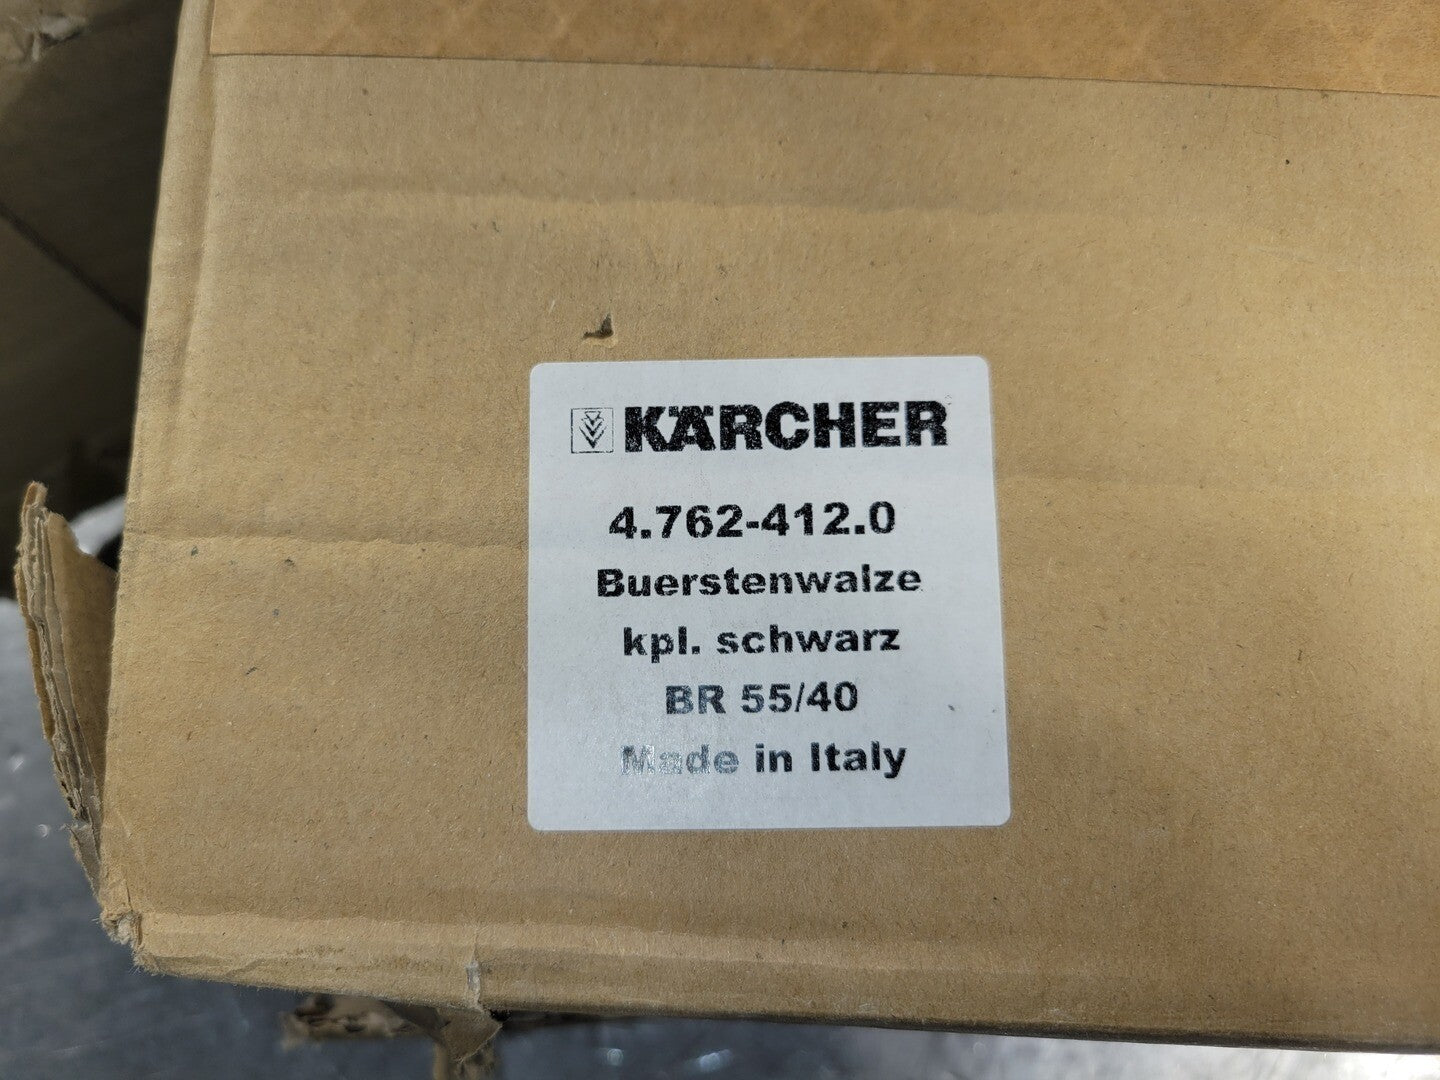 KÄRCHER
4.762-412.0
Buerstenwalze
kpl. schwarz
BR 55/40
Made in Italy